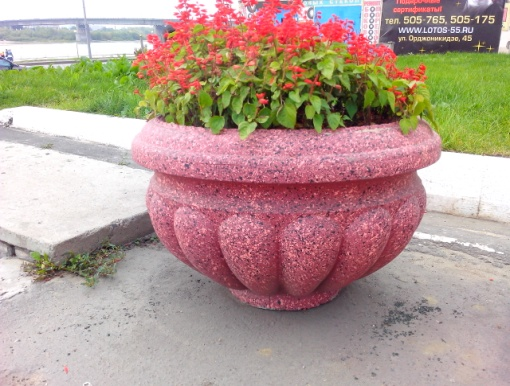 Подарочные
сертификаты!
тел. 505-765, 505-175
WWW.LOTOS-55.RU
ул. Орджоникидзе, 45